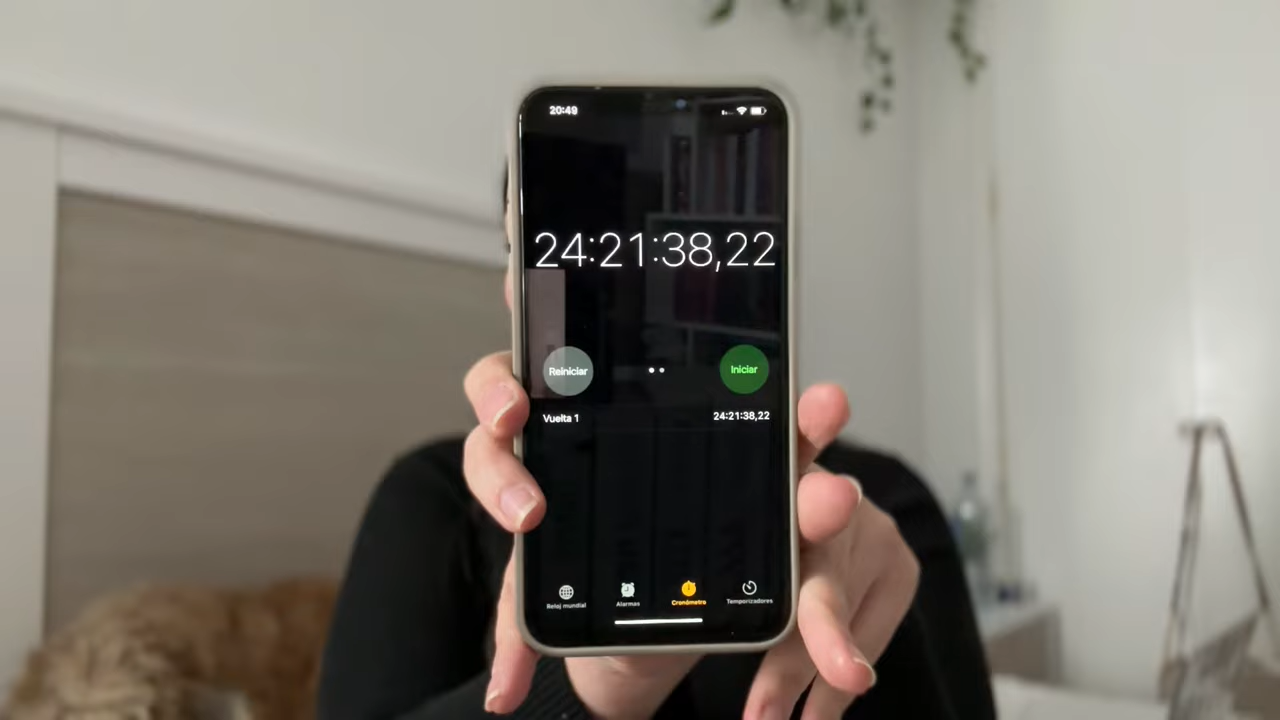 20:49
24:21:38,22
Reiniciar
Iniciar
Vuelta 1
24:21:38,22
Reloj mundial
Alarmas
Cronómetro
Temporizadores